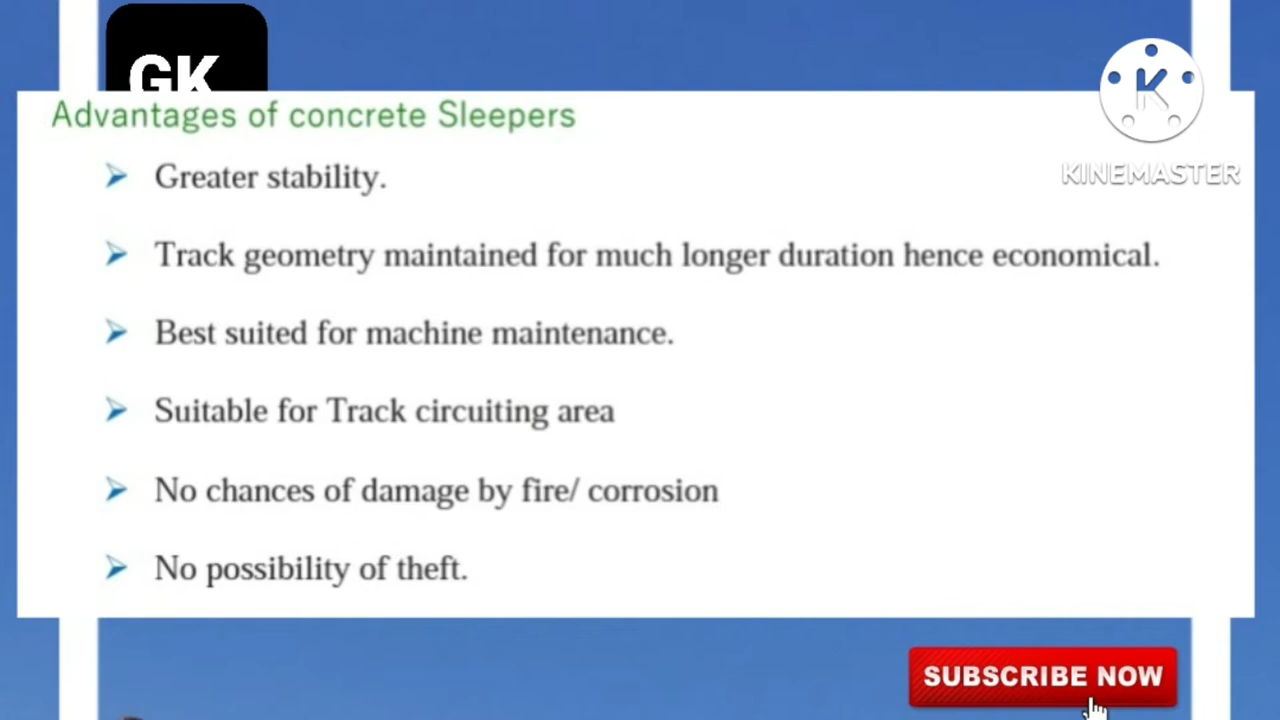 GK
K
KINEMASTER
Advantages of concrete Sleepers
Greater stability.
Track geometry maintained for much longer duration hence economical.
Best suited for machine maintenance.
Suitable for Track circuiting area
No chances of damage by fire/ corrosion
No possibility of theft.
SUBSCRIBE NOW